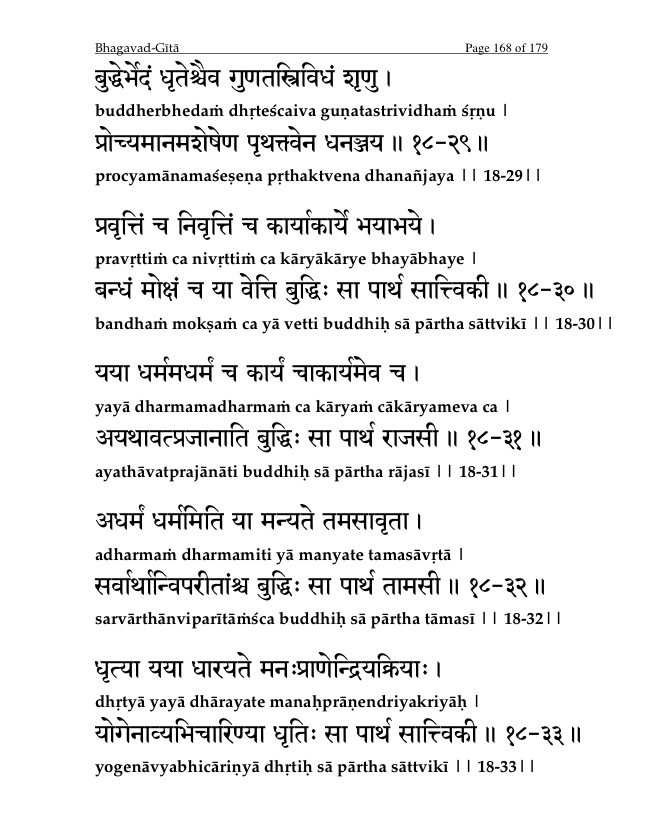 Bhagavad-Gītā Page 168 of 179
बुद्धेर्भेदं धृतेश्चैव गुणतस्त्रिविधं शृणु ।
buddherbhedaṁ dhṛteścaiva guṇatastrividhaṁ śṛṇu |
प्रोच्यमानमशेषेण पृथक्त्वेन धनञ्जय ॥ १८-२९॥
procyamānamaśeṣeṇa pṛthaktvena dhanañjaya || 18-29||
प्रवृत्तिं च निवृत्तिं च कार्याकार्ये भयाभये ।
pravṛttiṁ ca nivṛttiṁ ca kāryākārye bhayābhaye |
बन्धं मोक्षं च या वेत्ति बुद्धिः सा पार्थ सात्त्विकी ॥ १८-३० ॥
bandhaṁ mokṣaṁ ca yā vetti buddhiḥ sā pārtha sāttvikī || 18-30||
यया धर्ममधर्मं च कार्यं चाकार्यमेव च ।
yayā dharmamadharmaṁ ca kāryaṁ cākāryameva ca |
अयथावत्प्रजानाति बुद्धिः सा पार्थ राजसी ॥ १८-३१ ॥
ayathāvatprajānāti buddhiḥ sā pārtha rājasī || 18-31||
अधर्मं धर्ममिति या मन्यते तमसावृता ।
adharmaṁ dharmamiti yā manyate tamasāvṛtā |
सर्वार्थान्विपरीतांश्च बुद्धिः सा पार्थ तामसी ॥ १८-३२ ॥
sarvārthānviparītāṁśca buddhiḥ sā pārtha tāmasī || 18-32||
धृत्या यया धारयते मनःप्राणेन्द्रियक्रियाः ।
dhṛtyā yayā dhārayate manaḥprāṇendriyakriyāḥ |
योगेनाव्यभिचारिण्या धृतिः सा पार्थ सात्त्विकी ॥ १८-३३ ॥
yogenāvyabhicāriṇyā dhṛtiḥ sā pārtha sāttvikī || 18-33||